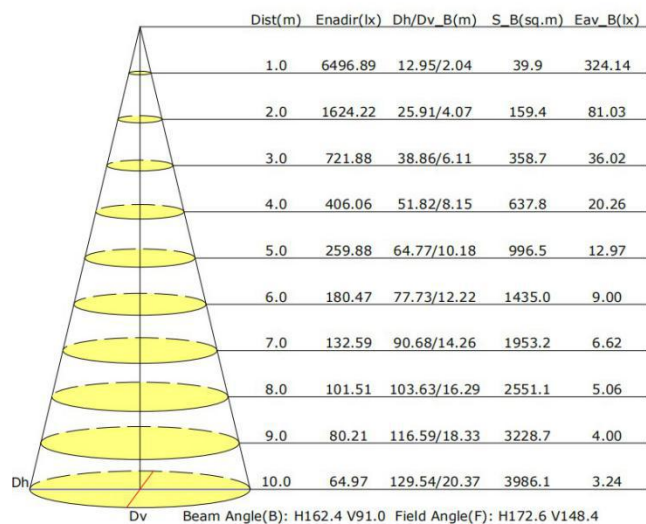 Dist(m) Enadir(lx) Dh/Dv_B(m) S_B(sq.m) Eav_B(lx)
1.0 6496.89 12.95/2.04 39.9 324.14
2.0 1624.22 25.91/4.07 159.4 81.03
3.0 721.88 38.86/6.11 358.7 36.02
4.0 406.06 51.82/8.15 637.8 20.26
5.0 259.88 64.77/10.18 996.5 12.97
6.0 180.47 77.73/12.22 1435.0 9.00
7.0 132.59 90.68/14.26 1953.2 6.62
8.0 101.51 103.63/16.29 2551.1 5.06
9.0 80.21 116.59/18.33 3228.7 4.00
Dh 10.0 64.97 129.54/20.37 3986.1 3.24
Dv Beam Angle(B): H162.4 V91.0 Field Angle(F): H172.6 V148.4